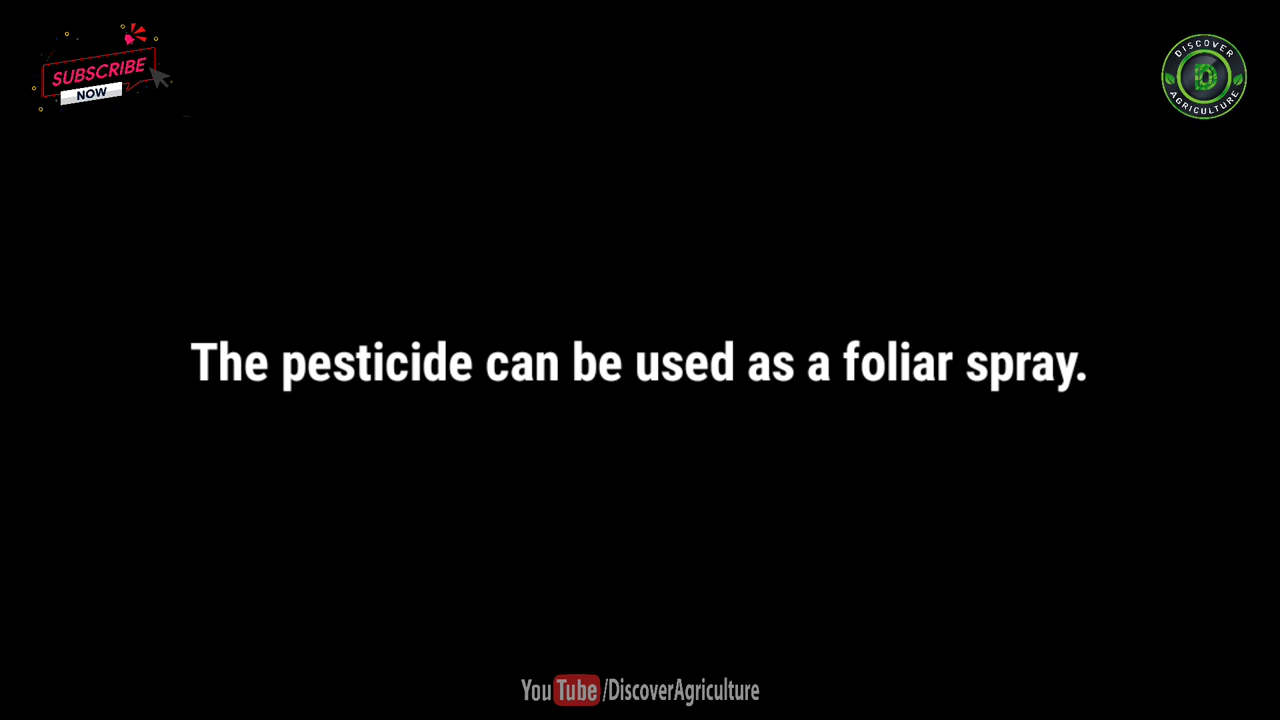 SUBSCRIBE
NOW
DISCOVER
D
AGRICULTURE
The pesticide can be used as a foliar spray.
YouTube/DiscoverAgriculture